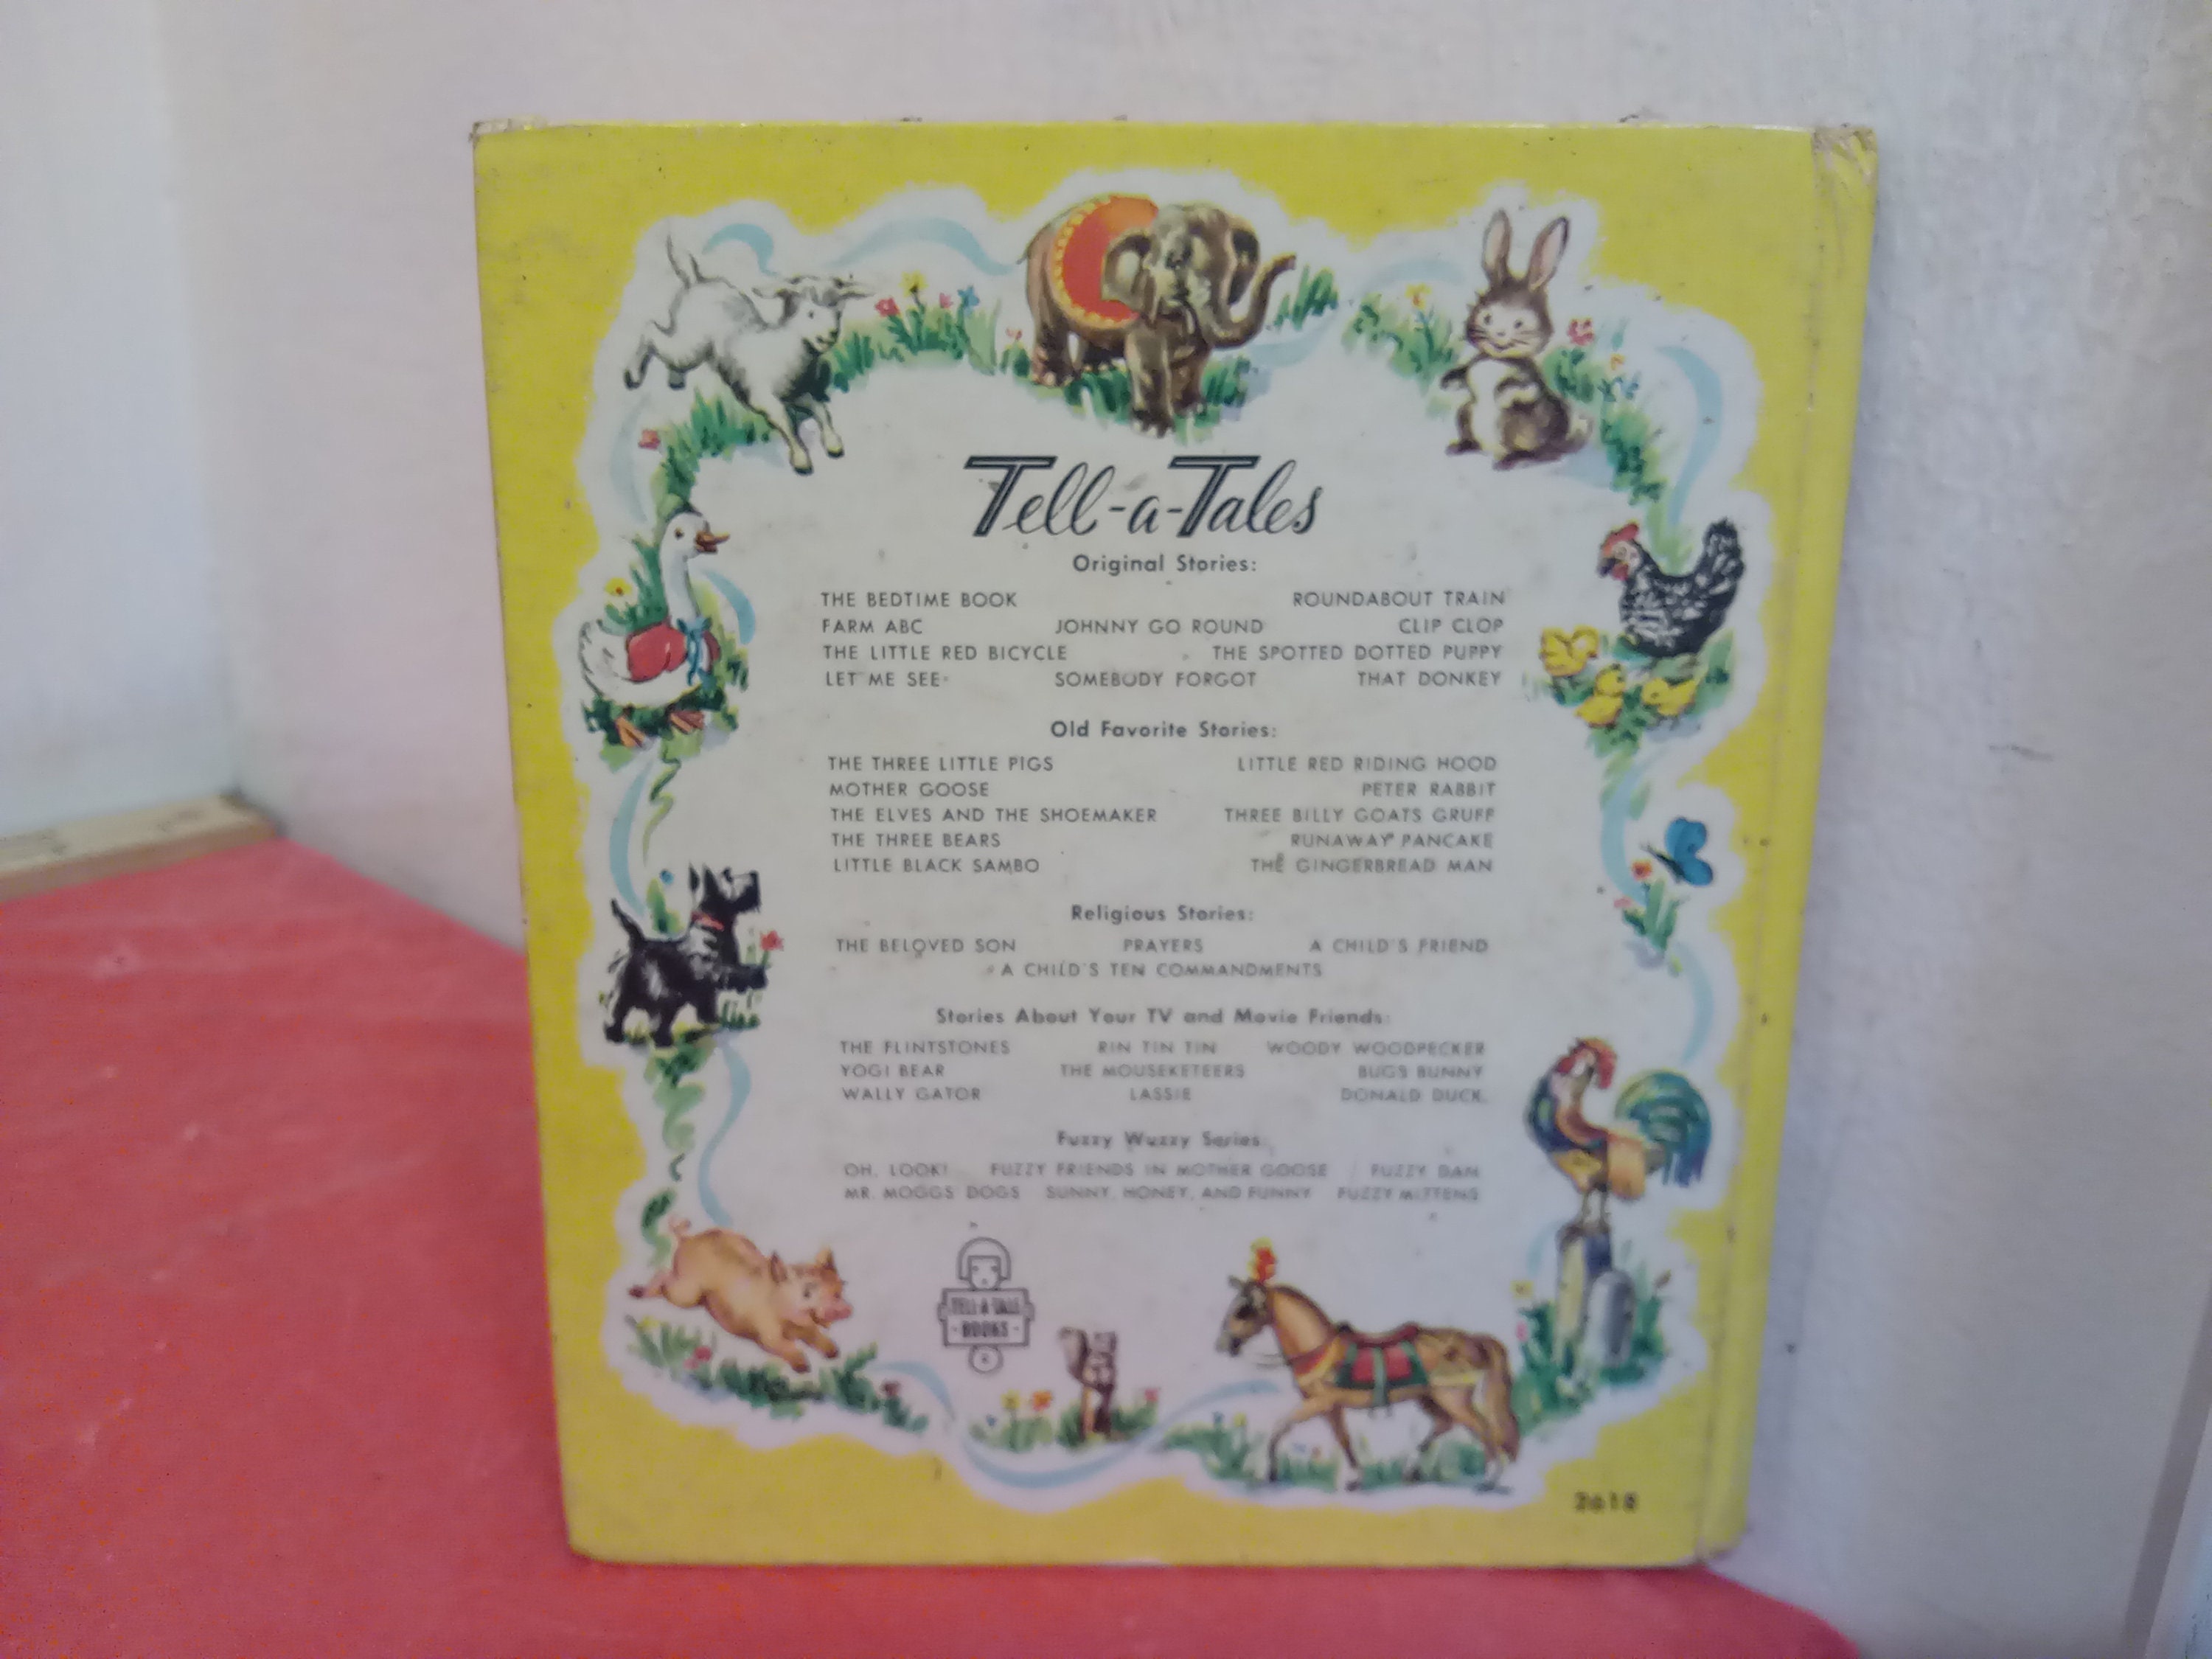 Tell-a-Tales
Original Stories:
THE BEDTIME BOOK ROUNDABOUT TRAIN
FARM ABC JOHNNY GO ROUND CLIP CLOP
THE LITTLE RED BICYCLE THE SPOTTED DOTTED PUPPY
LET ME SEE SOMEBODY FORGOT THAT DONKEY
Old Favorite Stories:
THE THREE LITTLE PIGS LITTLE RED RIDING HOOD
MOTHER GOOSE PETER RABBIT
THE ELVES AND THE SHOEMAKER THREE BILLY GOATS GRUFF
THE THREE BEARS RUNAWAY PANCAKE
LITTLE BLACK SAMBO THE GINGERBREAD MAN
Religious Stories:
THE BELOVED SON PRAYERS A CHILD'S FRIEND
A CHILD'S TEN COMMANDMENTS
Stories About Your TV and Movie Friends:
THE FLINTSTONES RIN TIN TIN WOODY WOODPECKER
YOGI BEAR THE MOUSEKETEERS BUGS BUNNY
WALLY GATOR LASSIE DONALD DUCK
Fuzzy Wuzzy Series:
OH, LOOK! FUZZY FRIENDS IN MOTHER GOOSE FUZZY DAN
MR. MOGGS DOGS SUNNY, HONEY, AND FUNNY FUZZY MITTENS
TELL-A-TALE
BOOKS
2618